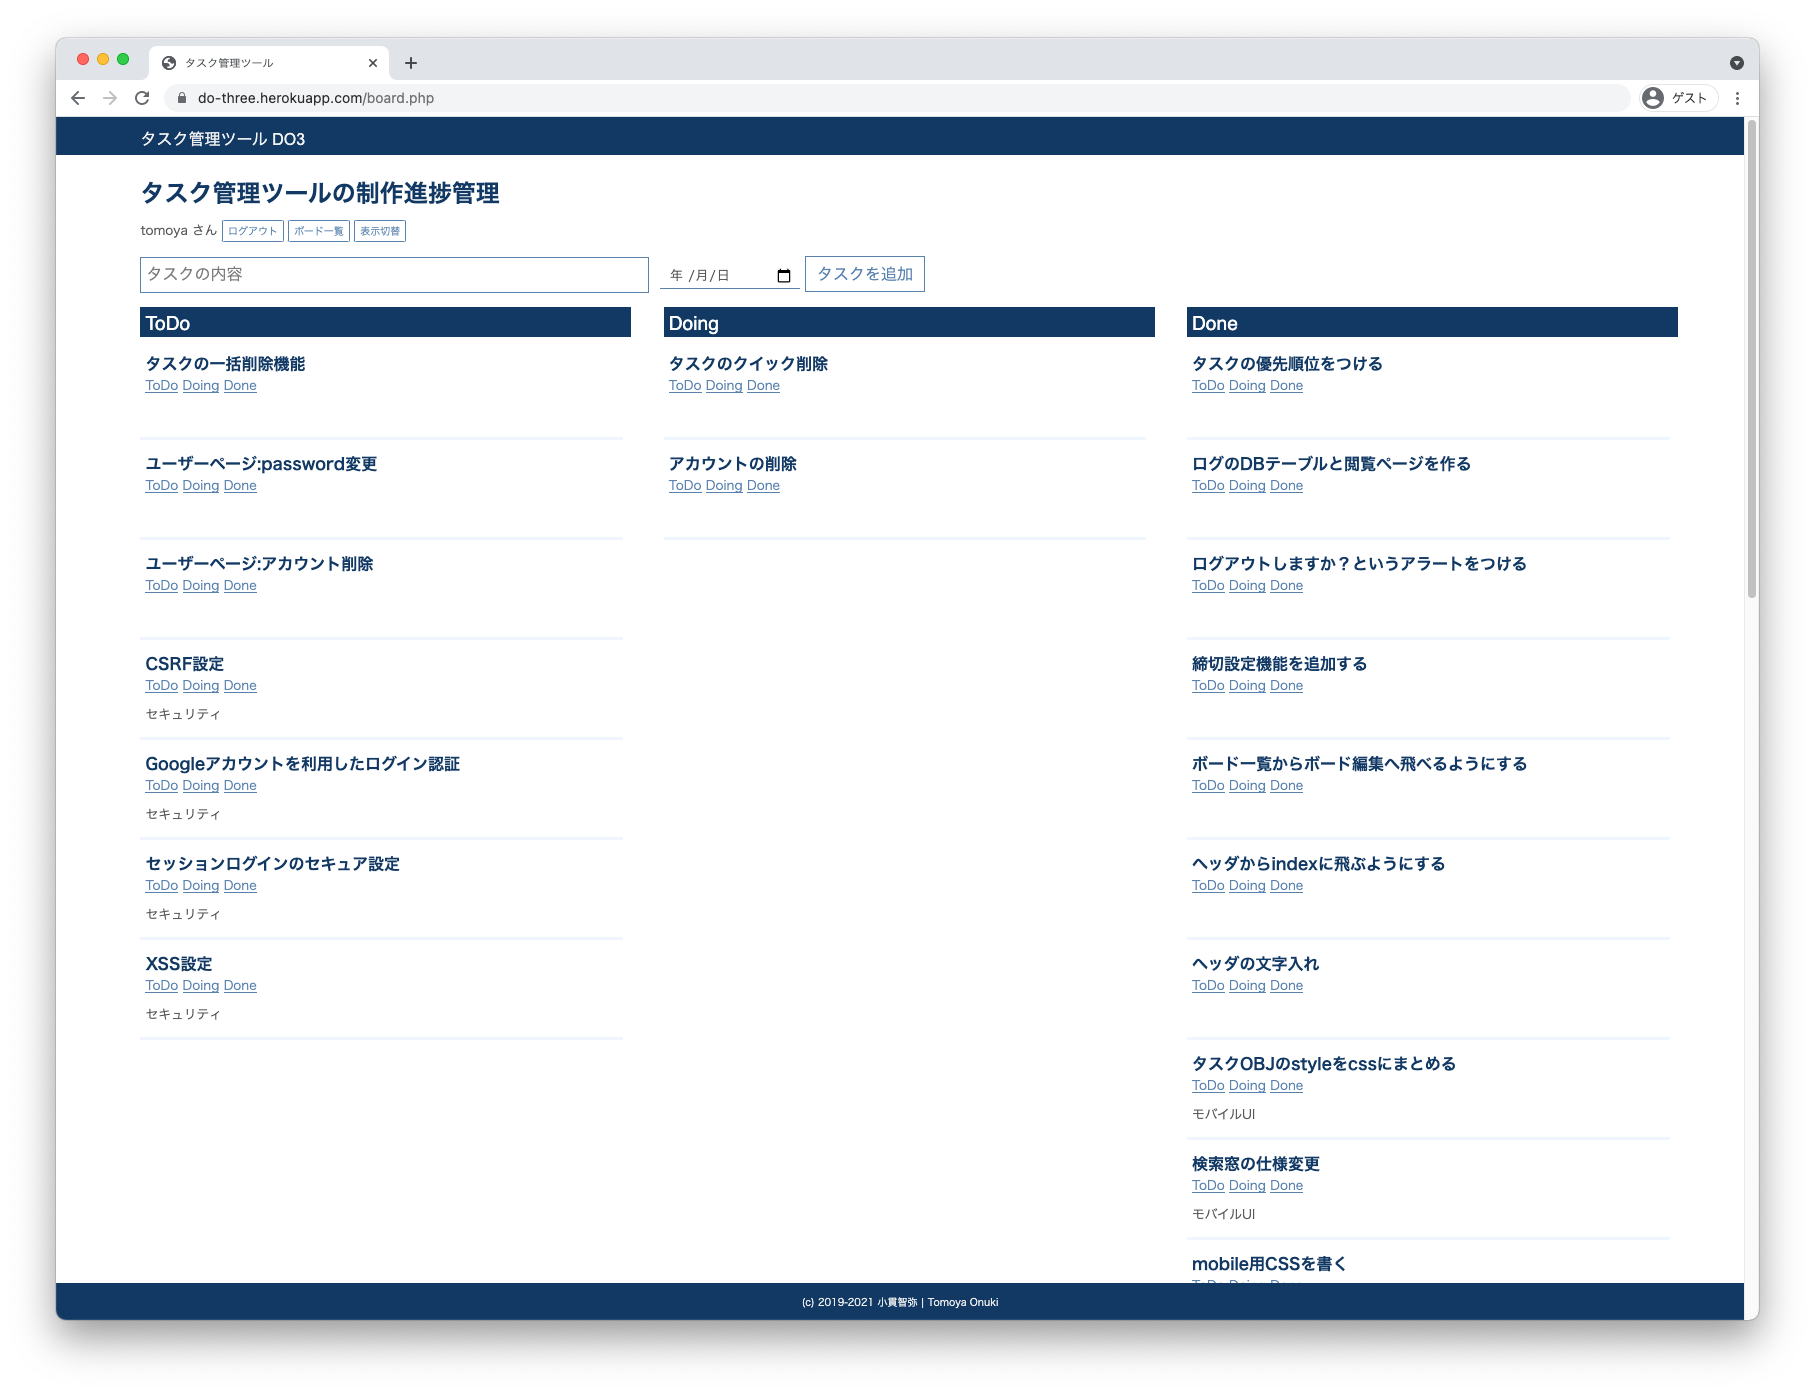 タスク管理ツール
do-three.herokuapp.com/board.php
ゲスト
タスク管理ツール DO3
タスク管理ツールの制作進捗管理
tomoya さん ログアウト ボード一覧 表示切替
タスクの内容 年 /月/日 タスクを追加
ToDo
タスクの一括削除機能
ToDo Doing Done
ユーザーページ:password変更
ToDo Doing Done
ユーザーページ:アカウント削除
ToDo Doing Done
CSRF設定
ToDo Doing Done
セキュリティ
Googleアカウントを利用したログイン認証
ToDo Doing Done
セキュリティ
セッションログインのセキュア設定
ToDo Doing Done
セキュリティ
XSS設定
ToDo Doing Done
セキュリティ
Doing
タスクのクイック削除
ToDo Doing Done
アカウントの削除
ToDo Doing Done
Done
タスクの優先順位をつける
ToDo Doing Done
ログのDBテーブルと閲覧ページを作る
ToDo Doing Done
ログアウトしますか？というアラートをつける
ToDo Doing Done
締切設定機能を追加する
ToDo Doing Done
ボード一覧からボード編集へ飛べるようにする
ToDo Doing Done
ヘッダからindexに飛ぶようにする
ToDo Doing Done
ヘッダの文字入れ
ToDo Doing Done
タスクOBJのstyleをcssにまとめる
ToDo Doing Done
モバイルUI
検索窓の仕様変更
ToDo Doing Done
モバイルUI
mobile用CSSを書く
ToDo Doing Done
(c) 2019-2021 小貫智弥 | Tomoya Onuki